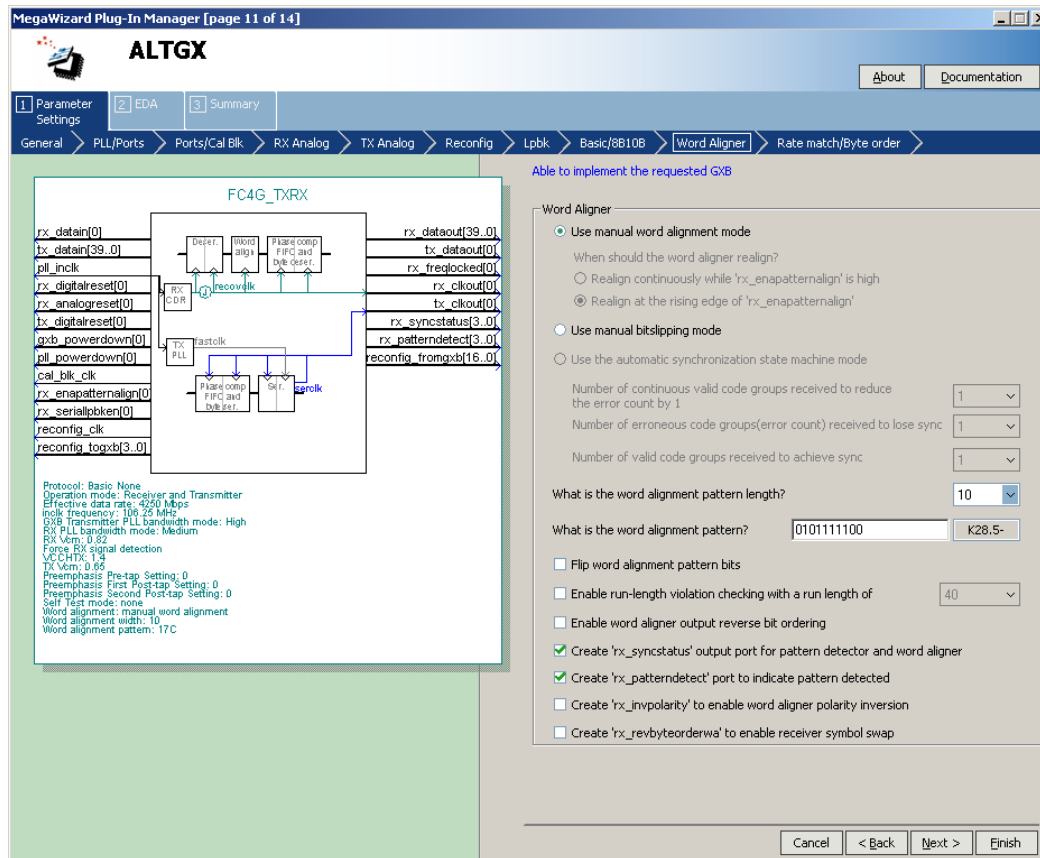 MegaWizard Plug-In Manager [page 11 of 14]
ALTGX
About
Documentation
1 Parameter Settings
2 EDA
3 Summary
General
PLL/Ports
Ports/Cal Blk
RX Analog
TX Analog
Reconfig
Lpbk
Basic/8B10B
Word Aligner
Rate match/Byte order
FC4G_TXRX
rx_datain[0]
tx_datain[39..0]
pll_inclk
rx_digitalreset[0]
rx_analogreset[0]
tx_digitalreset[0]
gxb_powerdown[0]
pll_powerdown[0]
cal_blk_clk
rx_enapatternalign[0
rx_seriallpbken[0]
reconfig_clk
reconfig_togxb[3..0]
Deser.
Word
align
Phase comp
FIFO and
byte deser.
RX
CDR
recovclk
TX
PLL
fastclk
Phase comp
FIFO and
byte ser.
Ser.
serclk
rx_dataout[39..0]
tx_dataout[0]
rx_freqlocked[0]
rx_clkout[0]
tx_clkout[0]
rx_syncstatus[3..0]
rx_patterndetect[3..0]
reconfig_fromgxb[16..0]
Protocol: Basic None
Operation mode: Receiver and Transmitter
Effective data rate: 4250 Mbps
inclk frequency: 106.25 MHz
GXB Transmitter PLL bandwidth mode: High
RX PLL bandwidth mode: Medium
RX Vcm: 0.82
Force RX signal detection
VCCHTX: 1.4
TX Vcm: 0.65
Preemphasis Pre-tap Setting: 0
Preemphasis First Post-tap Setting: 0
Preemphasis Second Post-tap Setting: 0
Self Test mode: none
Word alignment: manual word alignment
Word alignment width: 10
Word alignment pattern: 17C
Able to implement the requested GXB
Word Aligner
Use manual word alignment mode
When should the word aligner realign?
Realign continuously while 'rx_enapatternalign' is high
Realign at the rising edge of 'rx_enapatternalign'
Use manual bitslipping mode
Use the automatic synchronization state machine mode
Number of continuous valid code groups received to reduce
the error count by 1
1
Number of erroneous code groups(error count) received to lose sync
1
Number of valid code groups received to achieve sync
1
What is the word alignment pattern length?
10
What is the word alignment pattern?
0101111100
K28.5-
Flip word alignment pattern bits
Enable run-length violation checking with a run length of
40
Enable word aligner output reverse bit ordering
Create 'rx_syncstatus' output port for pattern detector and word aligner
Create 'rx_patterndetect' port to indicate pattern detected
Create 'rx_invpolarity' to enable word aligner polarity inversion
Create 'rx_revbyteorderwa' to enable receiver symbol swap
Cancel
< Back
Next >
Finish